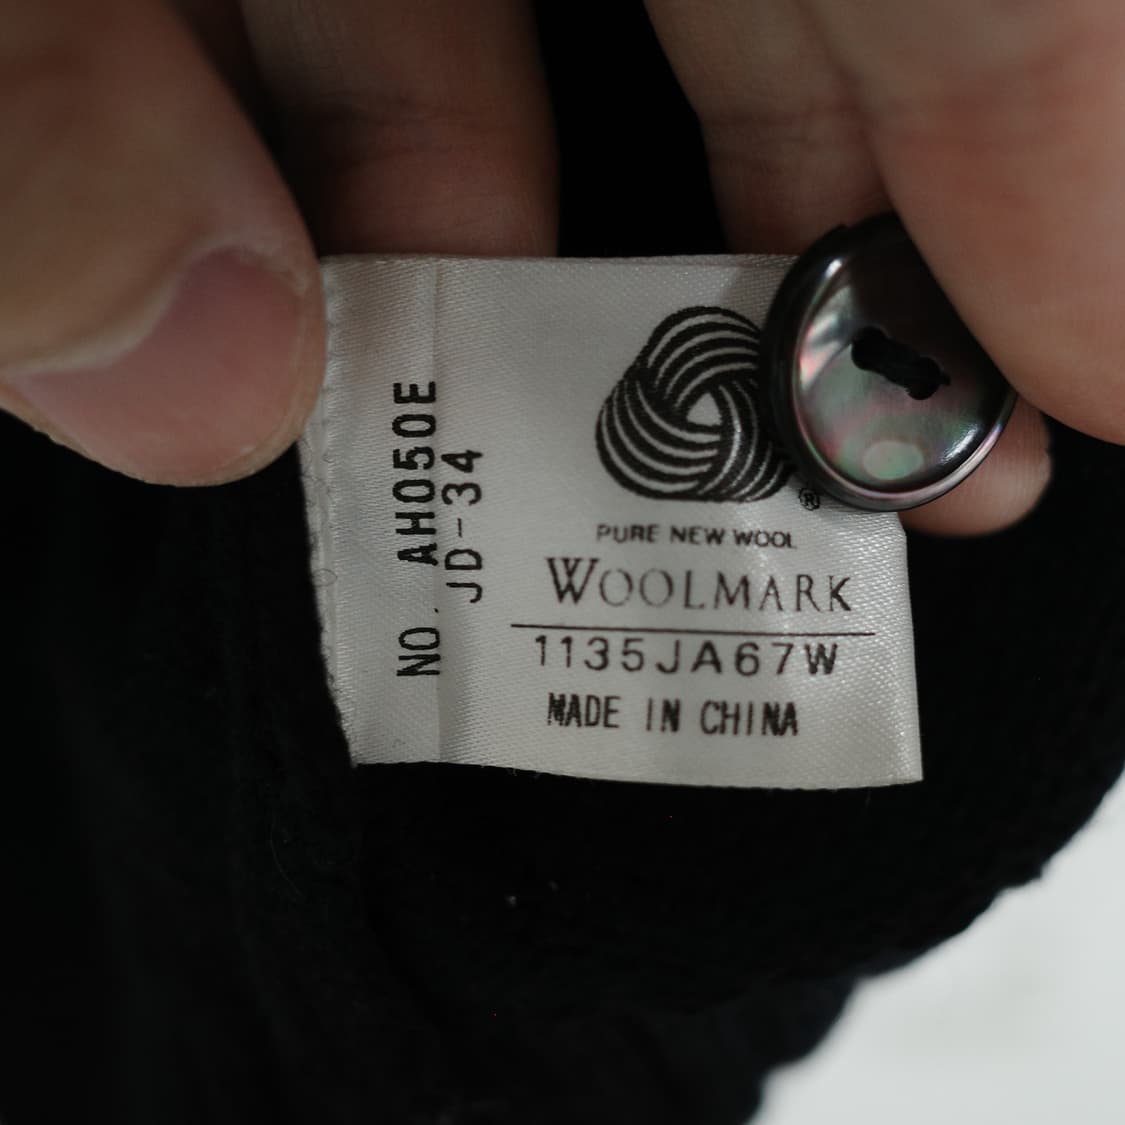 NO. AH050E
JD-34
®
PURE NEW WOOL
WOOLMARK
1135JA67W
MADE IN CHINA